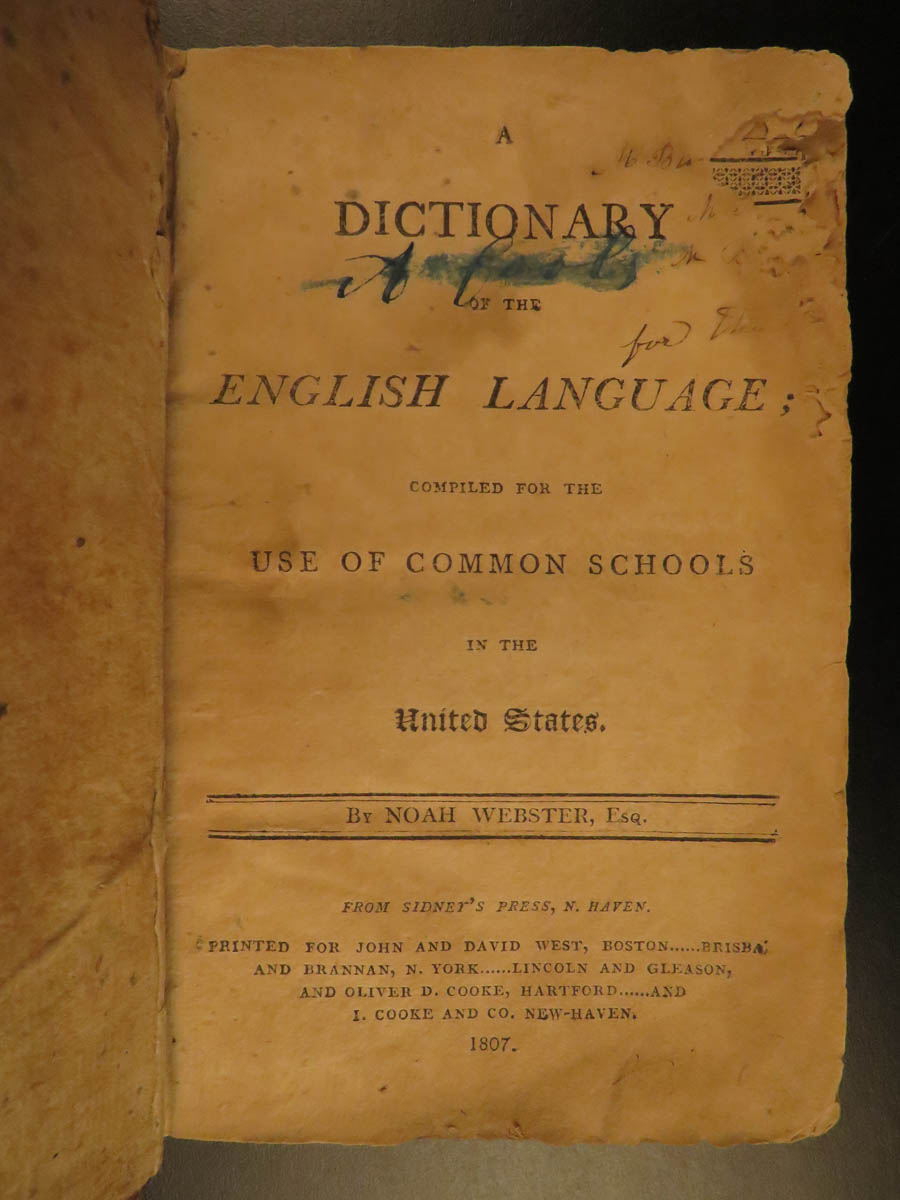 A
DICTIONARY
OF THE
for
ENGLISH LANGUAGE;
COMPILED FOR THE
USE OF COMMON SCHOOLS
IN THE
United States.
By NOAH WEBSTER, Esq.
FROM SIDNEY'S PRESS, N. HAVEN.
PRINTED FOR JOHN AND DAVID WEST, BOSTON......BRISBA
AND BRANNAN, N. YORK......LINCOLN AND GLEASON,
AND OLIVER D. COOKE, HARTFORD......AND
I. COOKE AND CO. NEW-HAVEN.
1807.